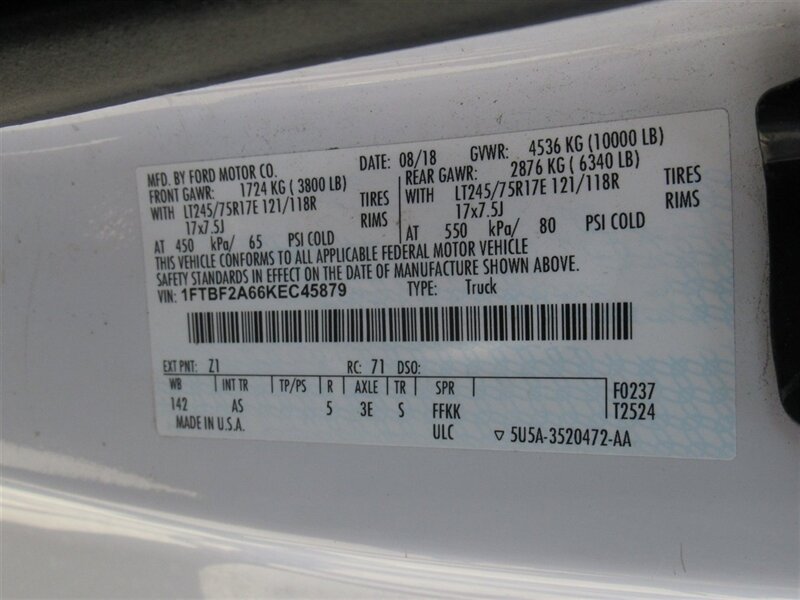 MFD. BY FORD MOTOR CO. DATE: 08/18 GVWR: 4536 KG (10000 LB)
FRONT GAWR: 1724 KG ( 3800 LB) REAR GAWR: 2876 KG ( 6340 LB)
WITH LT245/75R17E 121/118R TIRES WITH LT245/75R17E 121/118R TIRES
17x7.5J RIMS 17x7.5J RIMS
AT 450 kPa/ 65 PSI COLD AT 550 kPa/ 80 PSI COLD
THIS VEHICLE CONFORMS TO ALL APPLICABLE FEDERAL MOTOR VEHICLE
SAFETY STANDARDS IN EFFECT ON THE DATE OF MANUFACTURE SHOWN ABOVE.
VIN: 1FTBF2A66KEC45879 TYPE: Truck
EXT PNT: Z1 RC: 71 DSO:
WB INT TR TP/PS R AXLE TR SPR F0237
142 AS 5 3E S FFKK T2524
MADE IN U.S.A. ULC ▽ 5U5A-3520472-AA